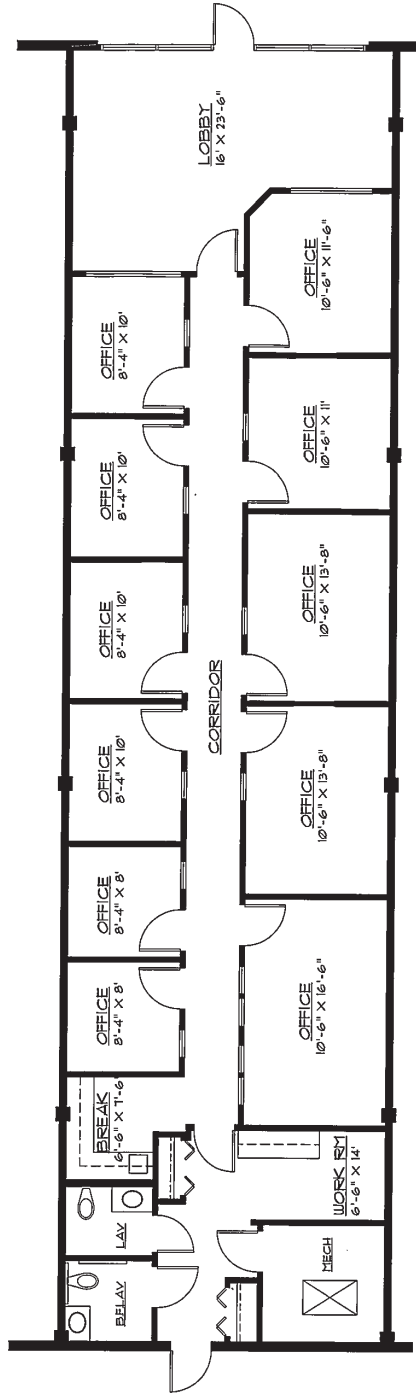 LOBBY
16' X 23'-6"
OFFICE
10'-6" X 11'-6"
OFFICE
8'-4" X 10'
OFFICE
10'-6" X 11'
OFFICE
8'-4" X 10'
OFFICE
10'-6" X 13'-8"
OFFICE
8'-4" X 10'
CORRIDOR
OFFICE
8'-4" X 10'
OFFICE
10'-6" X 13'-8"
OFFICE
8'-4" X 8'
OFFICE
10'-6" X 16'-6"
OFFICE
8'-4" X 8'
BREAK
6'-6" X 7'-6"
WORK RM
6'-6" X 14'
LAV
MECH